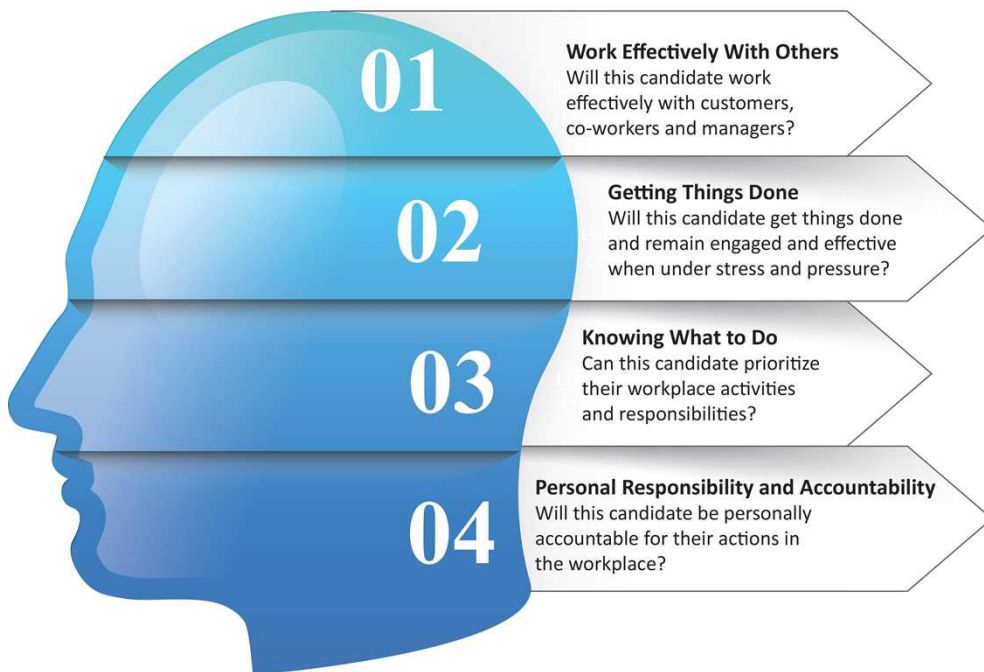 01
Work Effectively With Others
Will this candidate work
effectively with customers,
co-workers and managers?
02
Getting Things Done
Will this candidate get things done
and remain engaged and effective
when under stress and pressure?
03
Knowing What to Do
Can this candidate prioritize
their workplace activities
and responsibilities?
04
Personal Responsibility and Accountability
Will this candidate be personally
accountable for their actions in
the workplace?